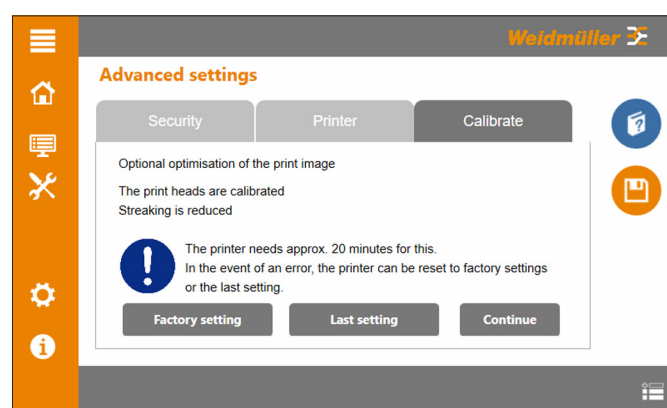 Weidmüller
Advanced settings
Security
Printer
Calibrate
Optional optimisation of the print image
The print heads are calibrated
Streaking is reduced
The printer needs approx. 20 minutes for this.
In the event of an error, the printer can be reset to factory settings
or the last setting.
Factory setting
Last setting
Continue